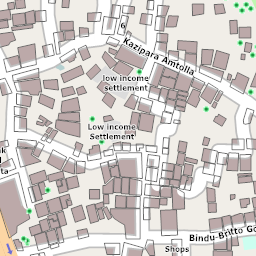 Kazipara Amtolla
low income
settlement
Low income
Settlement
Bindu-Britto Go
Shops